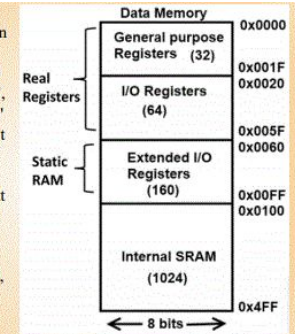 Data Memory
0x0000
General purpose
Registers (32)
0x001F
Real
Registers
0x0020
I/O Registers
(64)
0x005F
0x0060
Static
RAM
Extended I/O
Registers
(160)
0x00FF
0x0100
Internal SRAM
(1024)
0x4FF
8 bits